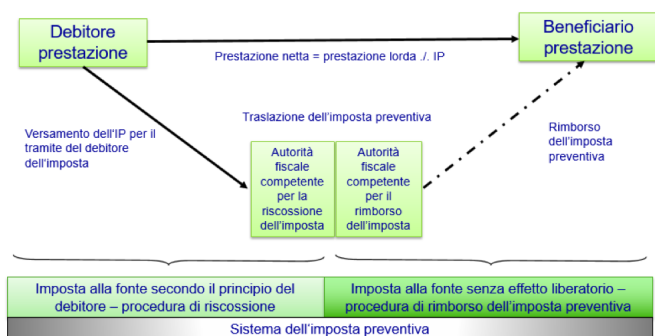 Debitore
prestazione
Beneficiario
prestazione
Prestazione netta = prestazione lorda ./. IP
Versamento dell'IP per il
tramite del debitore
dell'imposta
Traslazione dell'imposta preventiva
Rimborso
dell'imposta
preventiva
Autorità
fiscale
competente
per la
riscossione
dell'imposta
Autorità
fiscale
competente
per il
rimborso
dell'imposta
Imposta alla fonte secondo il principio del
debitore – procedura di riscossione
Imposta alla fonte senza effetto liberatorio –
procedura di rimborso dell'imposta preventiva
Sistema dell'imposta preventiva